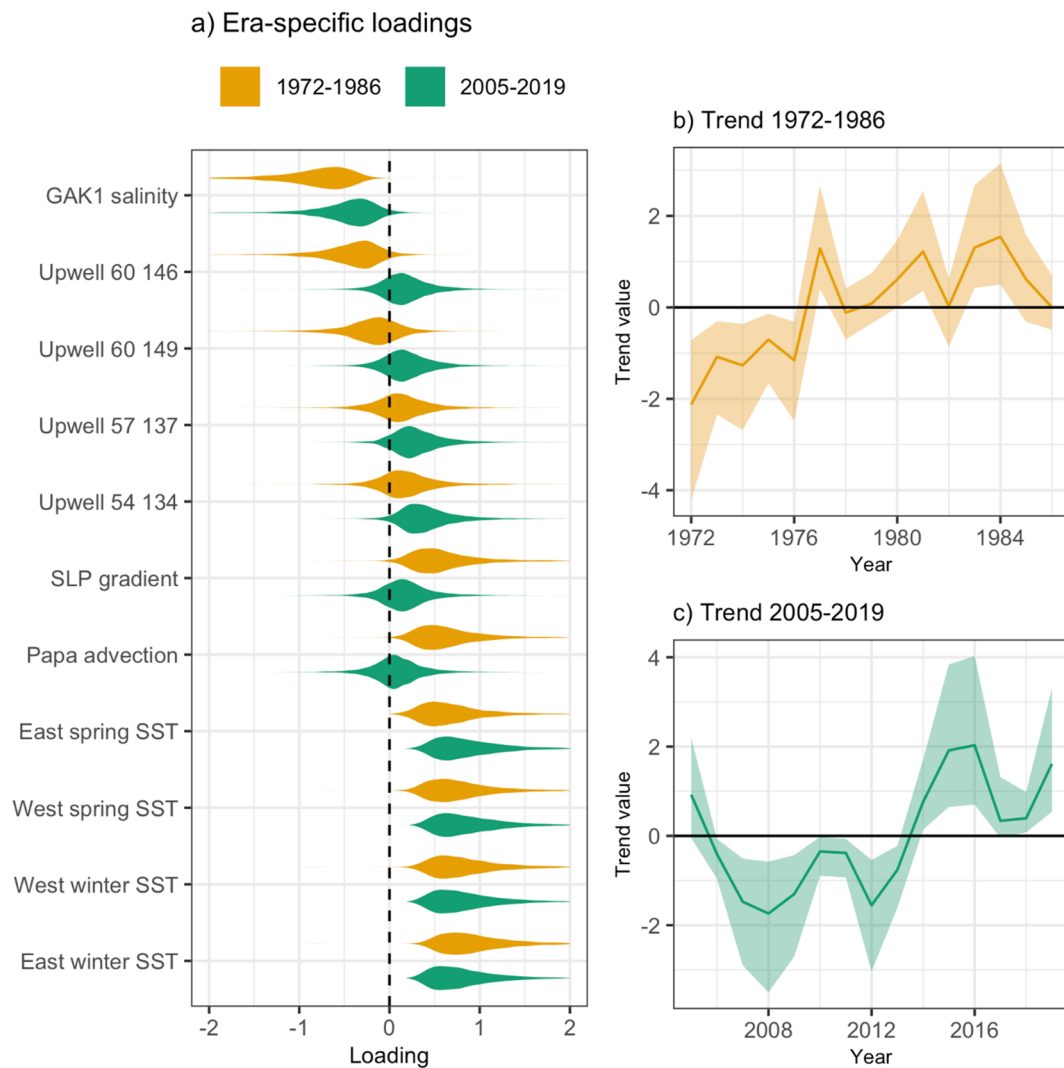 a) Era-specific loadings
1972-1986 2005-2019
GAK1 salinity
Upwell 60 146
Upwell 60 149
Upwell 57 137
Upwell 54 134
SLP gradient
Papa advection
East spring SST
West spring SST
West winter SST
East winter SST
-2 -1 0 1 2
Loading
b) Trend 1972-1986
Trend value
2
0
-2
-4
1972 1976 1980 1984
Year
c) Trend 2005-2019
Trend value
4
2
0
-2
2008 2012 2016
Year